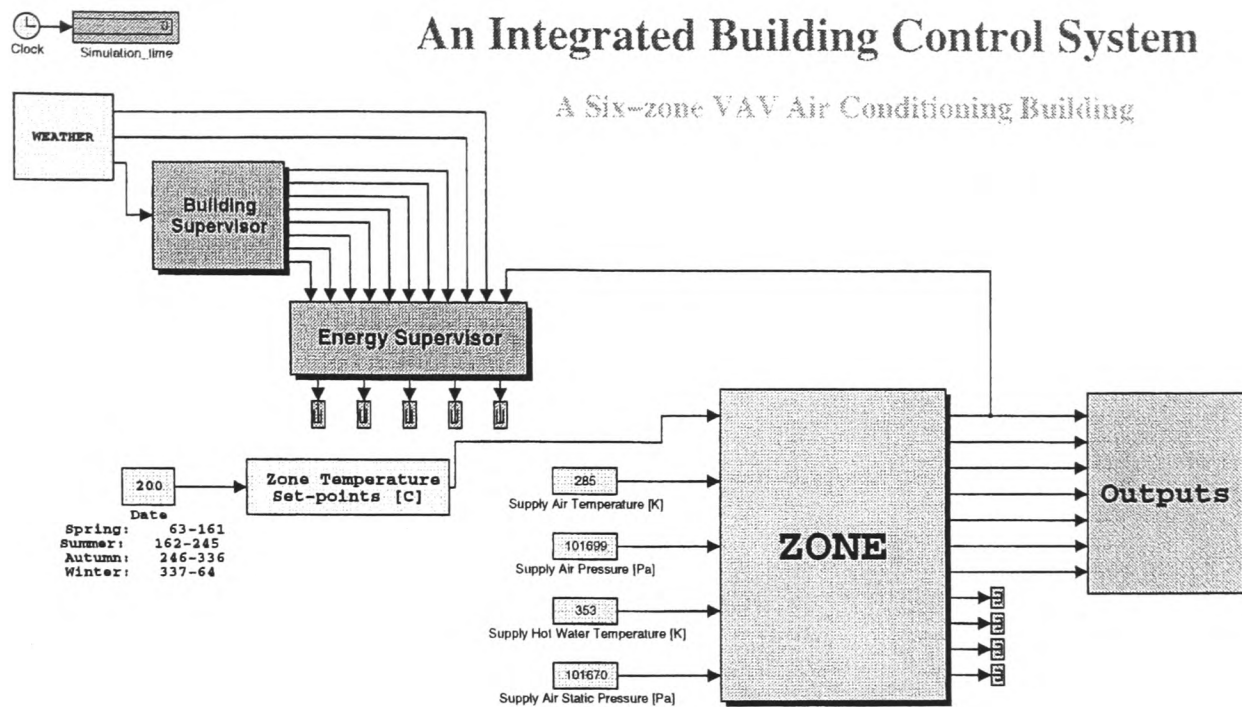 An Integrated Building Control System
A Six-zone VAV Air Conditioning Building
0
Clock
Simulation_time
WEATHER
Building
Supervisor
Energy Supervisor
200
Date
Spring: 63-161
Summer: 162-245
Autumn: 246-336
Winter: 337-64
Zone Temperature
Set-points [C]
285
Supply Air Temperature [K]
101699
Supply Air Pressure [Pa]
353
Supply Hot Water Temperature [K]
101670
Supply Air Static Pressure [Pa]
ZONE
Outputs